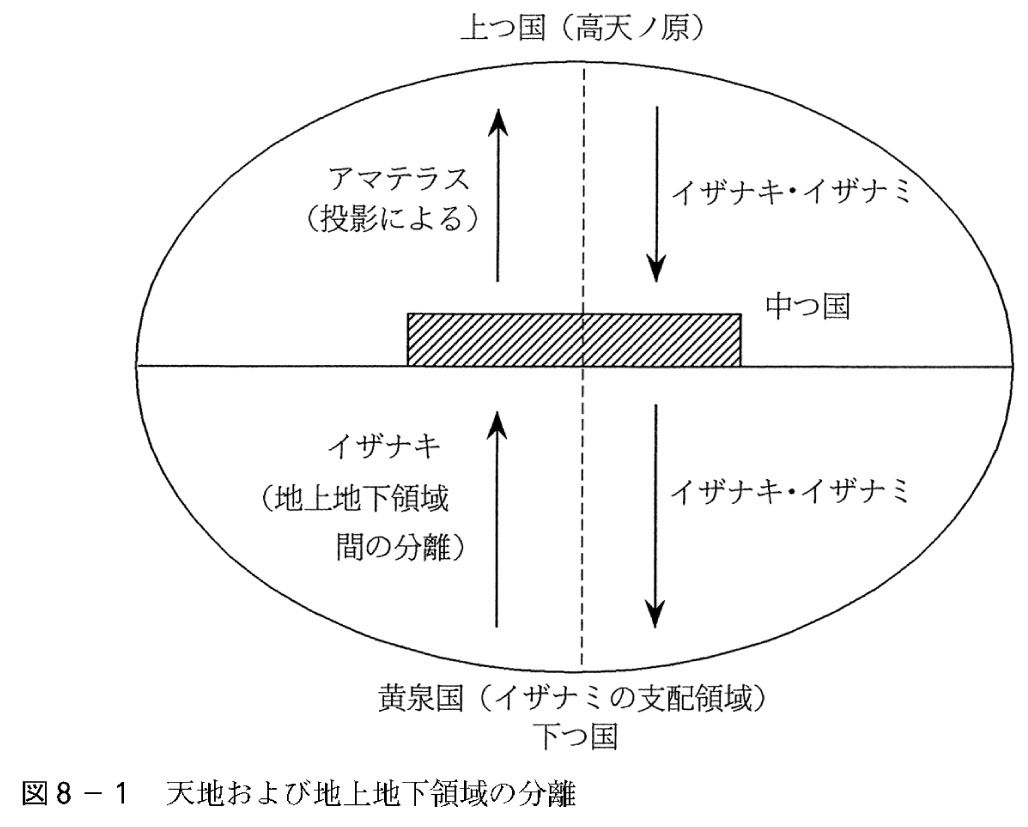 上つ国（高天ノ原）
アマテラス
（投影による）
イザナキ・イザナミ
中つ国
イザナキ
（地上地下領域
間の分離）
イザナキ・イザナミ
黄泉国（イザナミの支配領域）
下つ国
図8－1　天地および地上地下領域の分離